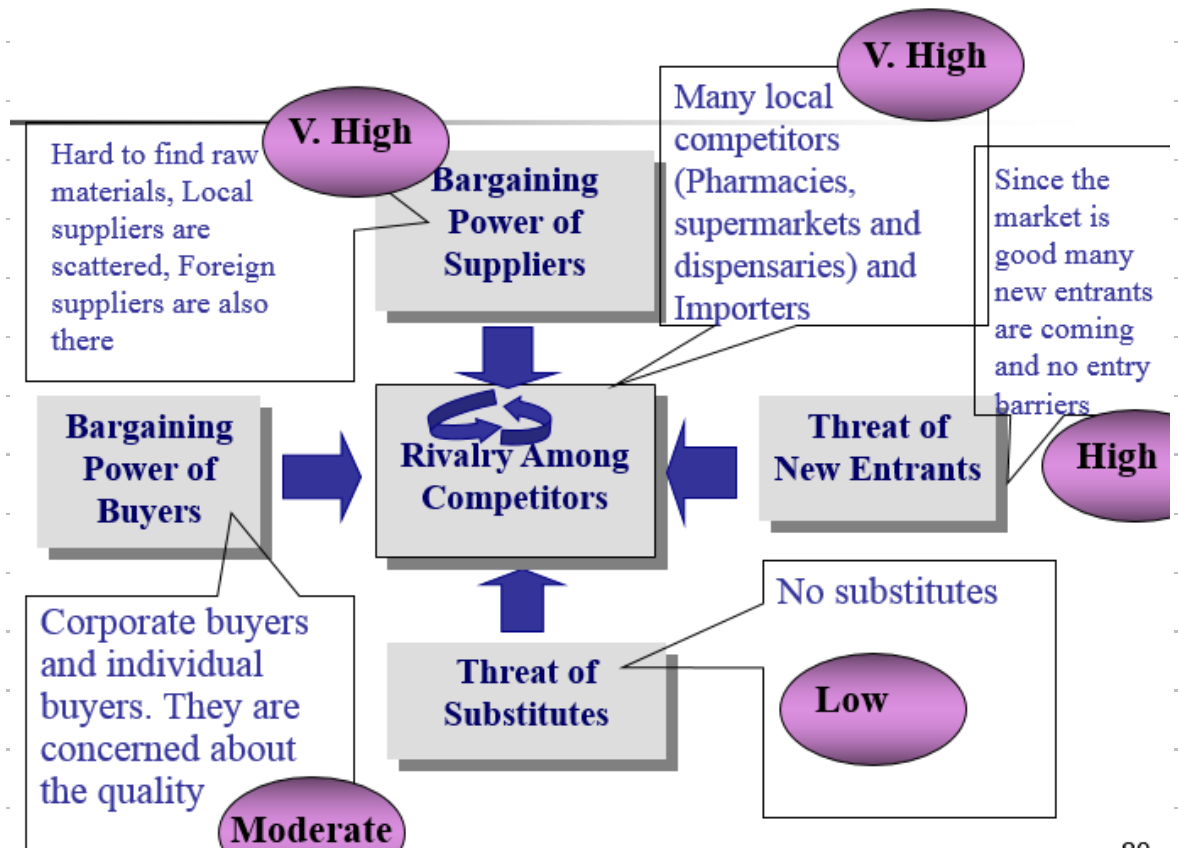 V. High
Hard to find raw
materials, Local
suppliers are
scattered, Foreign
suppliers are also
there
Bargaining
Power of
Suppliers
V. High
Many local
competitors
(Pharmacies,
supermarkets and
dispensaries) and
Importers
Since the
market is
good many
new entrants
are coming
and no entry
barriers
Bargaining
Power of
Buyers
Rivalry Among
Competitors
Threat of
New Entrants
High
Corporate buyers
and individual
buyers. They are
concerned about
the quality
Moderate
Threat of
Substitutes
No substitutes
Low